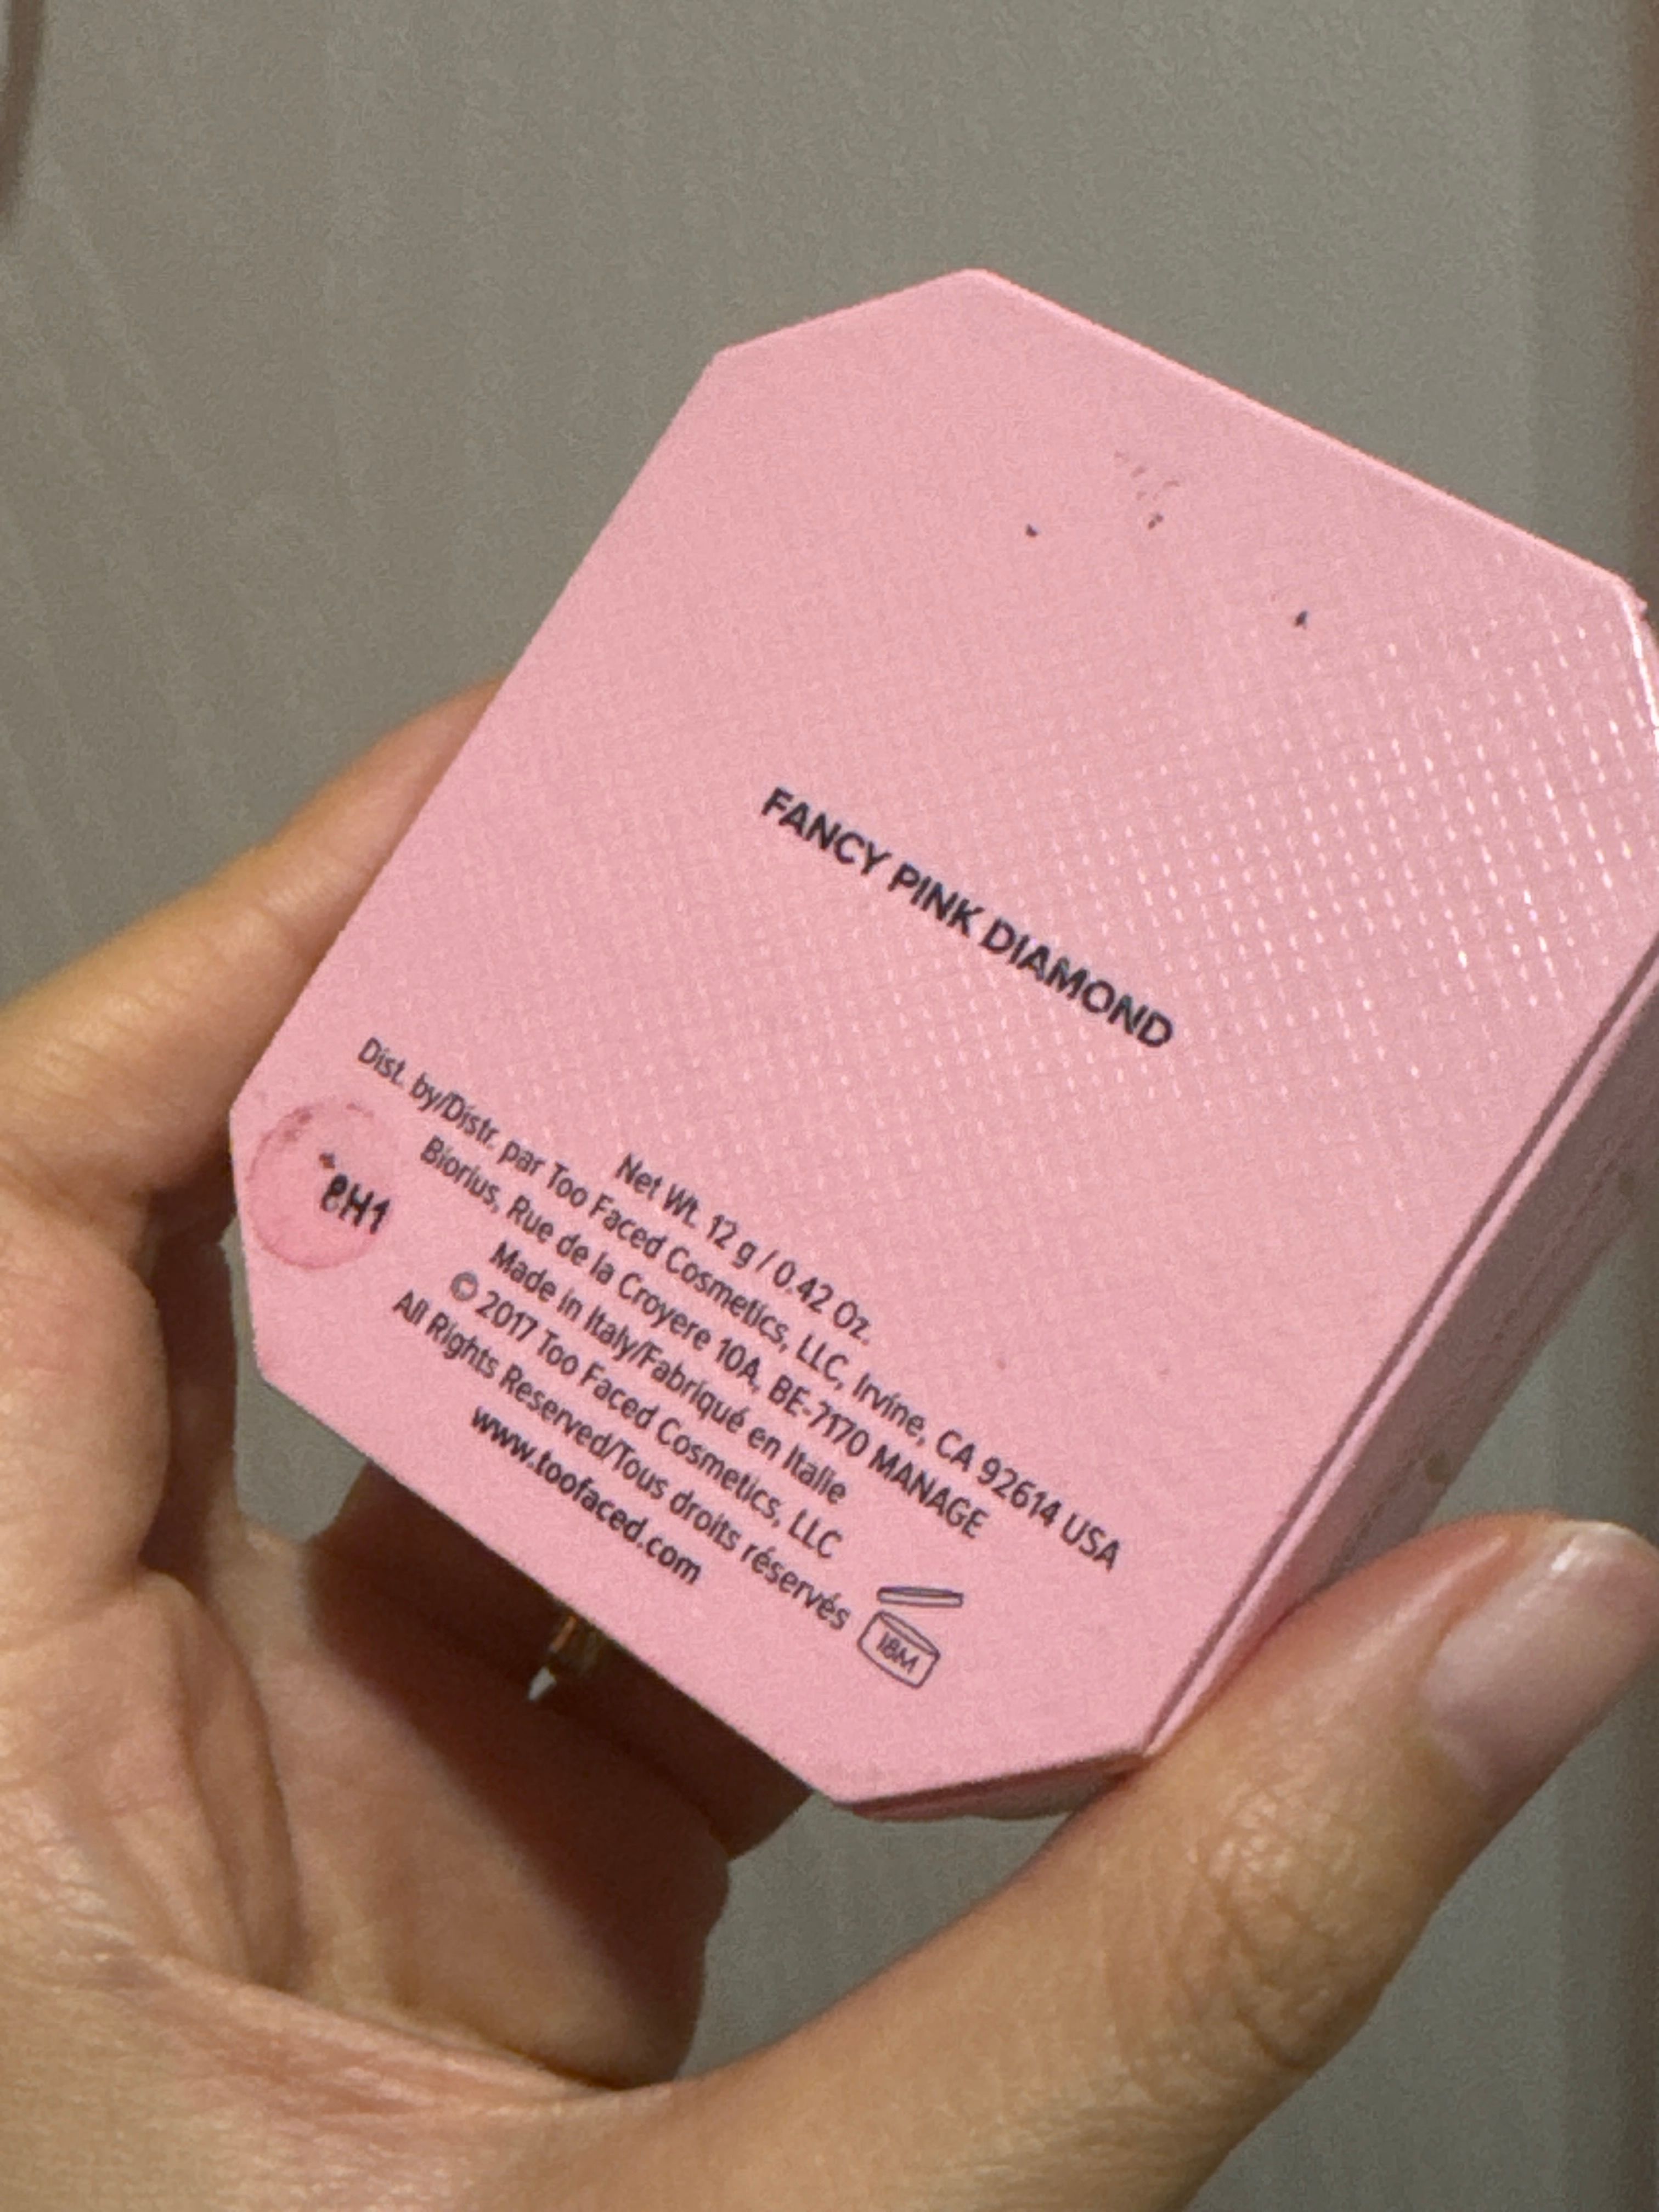 FANCY PINK DIAMOND
Net Wt. 12 g / 0.42 Oz.
Dist. by/Distr. par Too Faced Cosmetics, LLC, Irvine, CA 92614 USA
Biorius, Rue de la Croyere 10A, BE-7170 MANAGE
Made in Italy/Fabriqué en Italie
© 2017 Too Faced Cosmetics, LLC
All Rights Reserved/Tous droits réservés
www.toofaced.com
18M